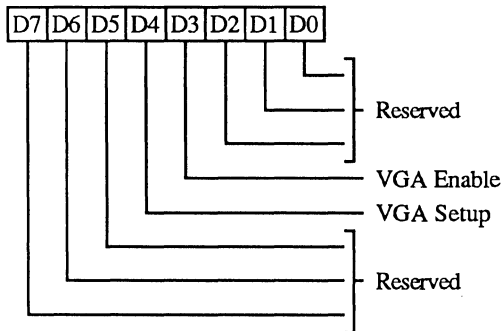 D7 D6 D5 D4 D3 D2 D1 D0
Reserved
VGA Enable
VGA Setup
Reserved